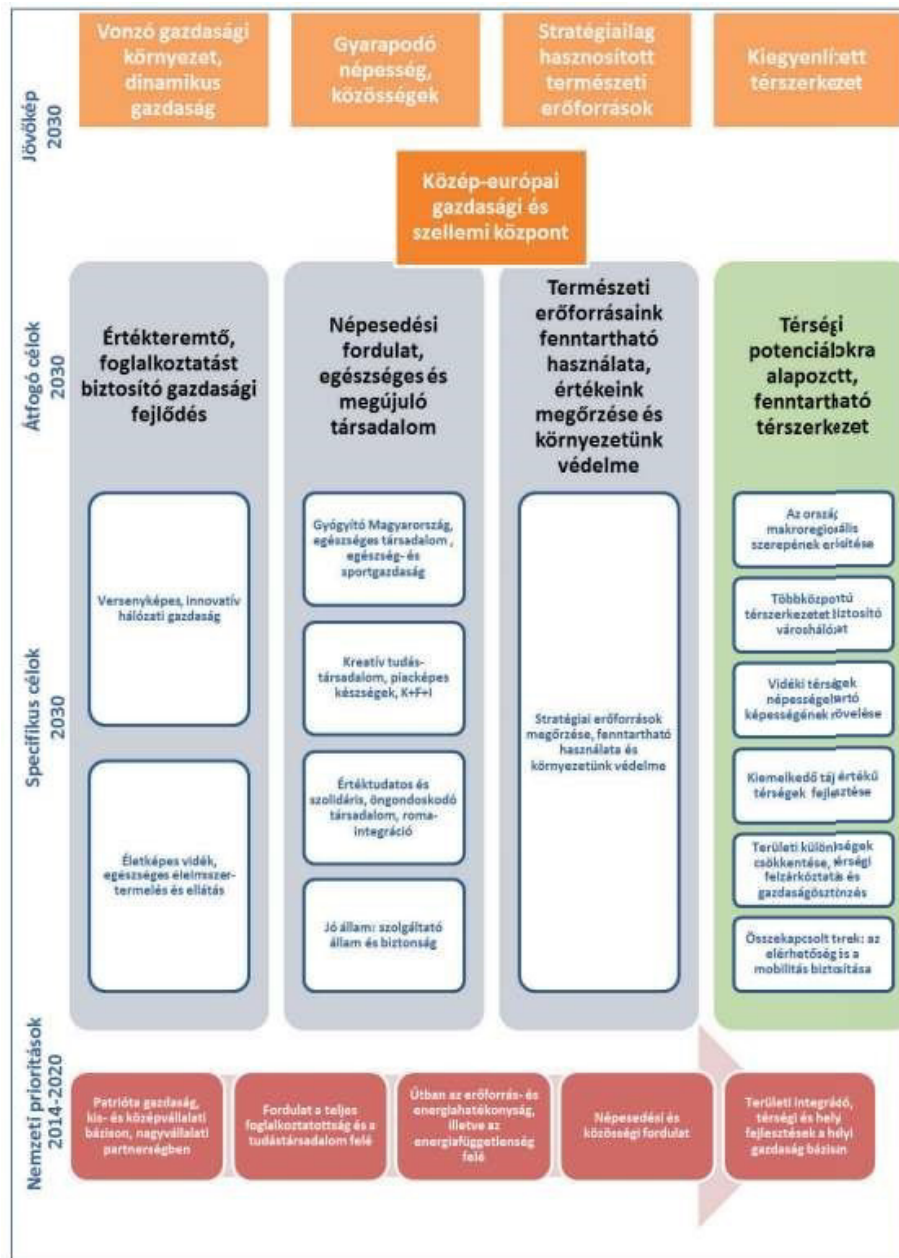 Jövőkép
2030
Vonzó gazdasági
környezet,
dinamikus
gazdaság
Gyarapodó
népesség,
közösségek
Stratégiailag
hasznosított
természeti
erőforrások
Kiegyenlített
térszerkezet
Közép-európai
gazdasági és
szellemi központ
Átfogó célok
2030
Értékteremtő,
foglalkoztatást
biztosító gazdasági
fejlődés
Népesedési
fordulat,
egészséges és
megújuló
társadalom
Természeti
erőforrásaink
fenntartható
használata,
értékeink
megőrzése és
környezetünk
védelme
Térségi
potenciálokra
alapozott,
fenntartható
térszerkezet
Specifikus célok
2030
Versenyképes, innovatív
hálózati gazdaság
Életképes vidék,
egészséges élelmiszer-
termelés és ellátás
Gyógyító Magyarország,
egészséges társadalom ,
egészség- és
sportgazdaság
Kreatív tudás-
társadalom, piacképes
készségek, K+F+I
Értéktudatos és
szolidáris, öngondoskodó
társadalom, roma-
integráció
Jó állam: szolgáltató
állam és biztonság
Stratégiai erőforrások
megőrzése, fenntartható
használata és
környezetünk védelme
Az ország
makroregionális
szerepének erősítése
Többközpontú
térszerkezetet biztosító
városhálózat
Vidéki térségek
népességeltartó
képességének növelése
Kiemelkedő táji értékű
térségek fejlesztése
Területi különbségek
csökkentése, térségi
felzárkóztatás és
gazdaságösztönzés
Összekapcsolt terek: az
elérhetőség és a
mobilitás biztosítása
Nemzeti prioritások
2014-2020
Patrióta gazdaság,
kis- és középvállalati
bázison, nagyvállalati
partnerségben
Fordulat a teljes
foglalkoztatottság és a
tudástársadalom felé
Útban az erőforrás- és
energiahatékonyság,
illetve az
energiafüggetlenség
felé
Népesedési és
közösségi fordulat
Területi integráció,
térségi és hely
fejlesztések a helyi
gazdaság bázisin